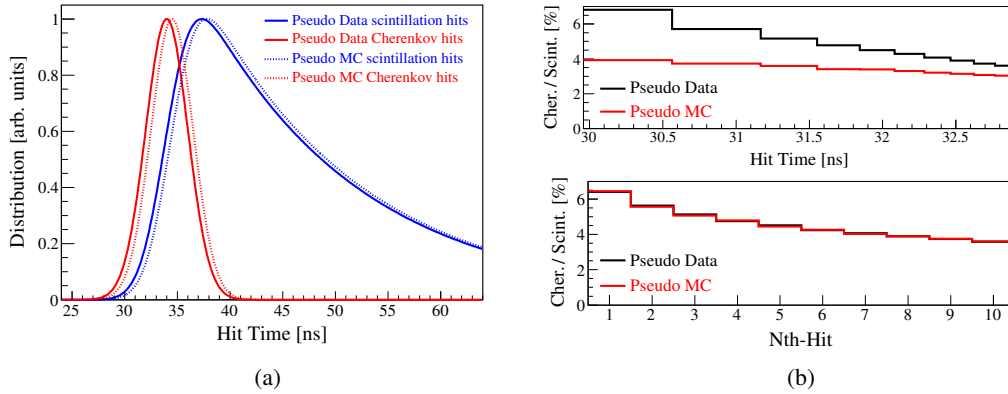 Distribution [arb. units]
1
0.8
0.6
0.4
0.2
0
Pseudo Data scintillation hits
Pseudo Data Cherenkov hits
Pseudo MC scintillation hits
Pseudo MC Cherenkov hits
25 30 35 40 45 50 55 60
Hit Time [ns]
(a)
Cher./ Scint. [%]
6
4
2
0
Pseudo Data
Pseudo MC
30 30.5 31 31.5 32 32.5
Hit Time [ns]
Cher./ Scint. [%]
6
4
2
0
Pseudo Data
Pseudo MC
1 2 3 4 5 6 7 8 9 10
Nth-Hit
(b)